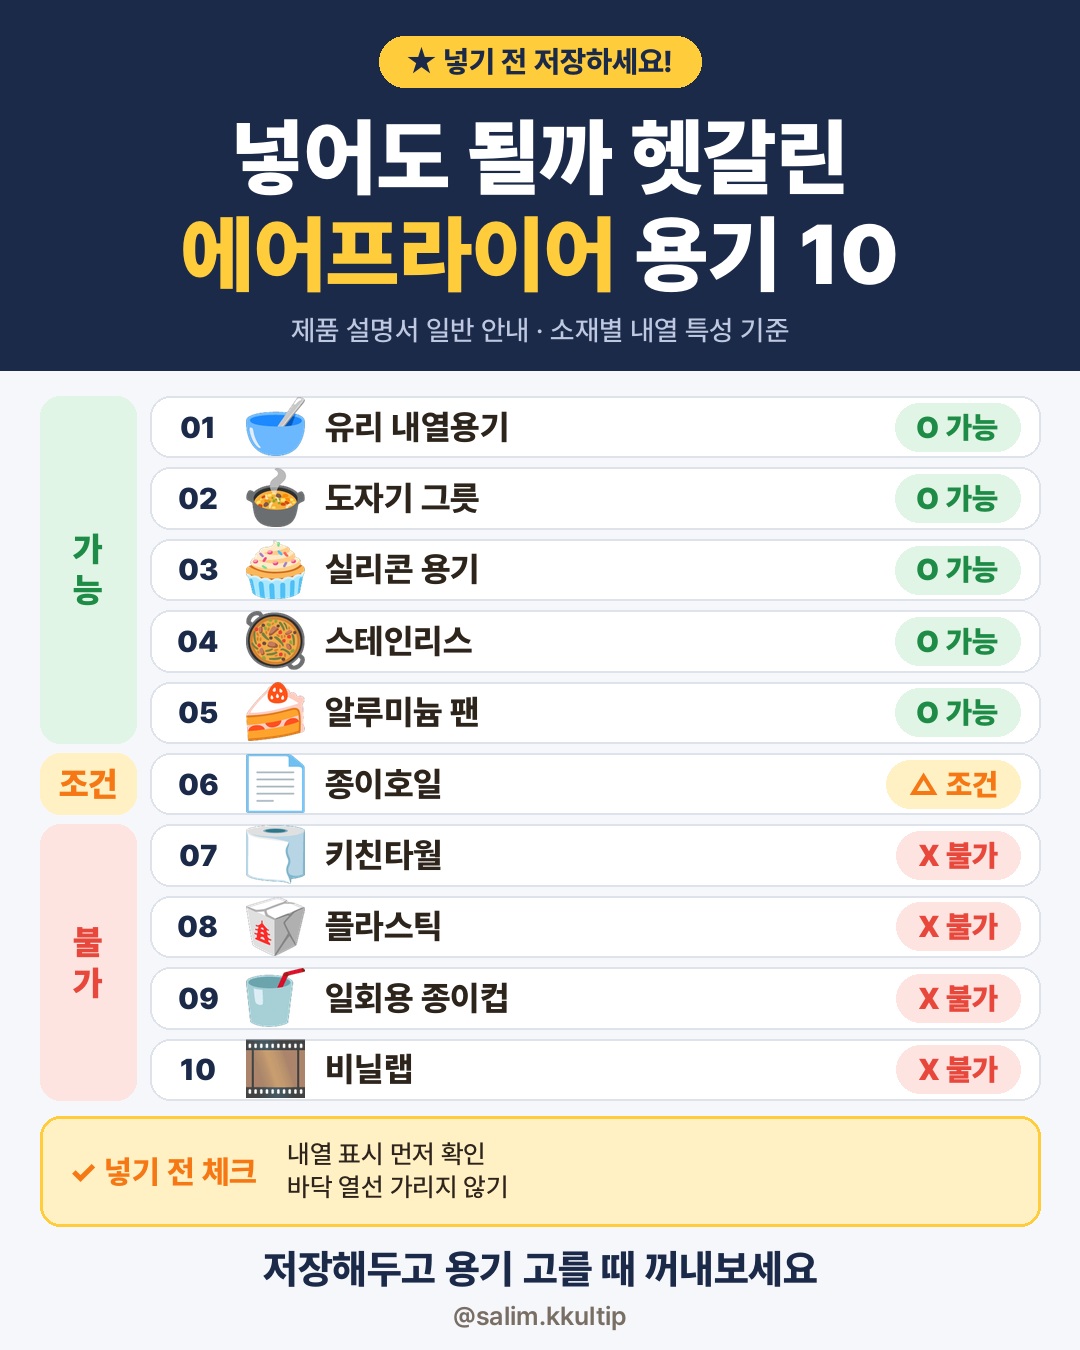 ★ 넣기 전 저장하세요!
넣어도 될까 헷갈린
에어프라이어 용기 10
제품 설명서 일반 안내 · 소재별 내열 특성 기준
가능
01 유리 내열용기 O 가능
02 도자기 그릇 O 가능
03 실리콘 용기 O 가능
04 스테인리스 O 가능
05 알루미늄 팬 O 가능
조건
06 종이호일 △ 조건
불가
07 키친타월 X 불가
08 플라스틱 X 불가
09 일회용 종이컵 X 불가
10 비닐랩 X 불가
✓ 넣기 전 체크
내열 표시 먼저 확인
바닥 열선 가리지 않기
저장해두고 용기 고를 때 꺼내보세요
@salim.kkultip